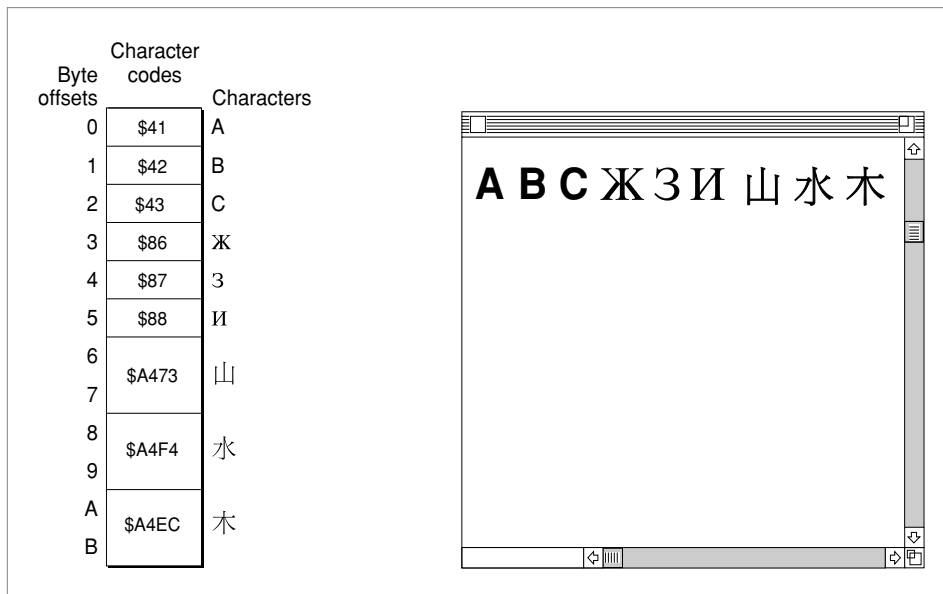 Character
codes
Byte
offsets
Characters
0 $41 A
1 $42 B
2 $43 C
3 $86 Ж
4 $87 З
5 $88 И
6
7
$A473 山
8
9
$A4F4 水
A
B
$A4EC 木
A B C Ж З И 山 水 木